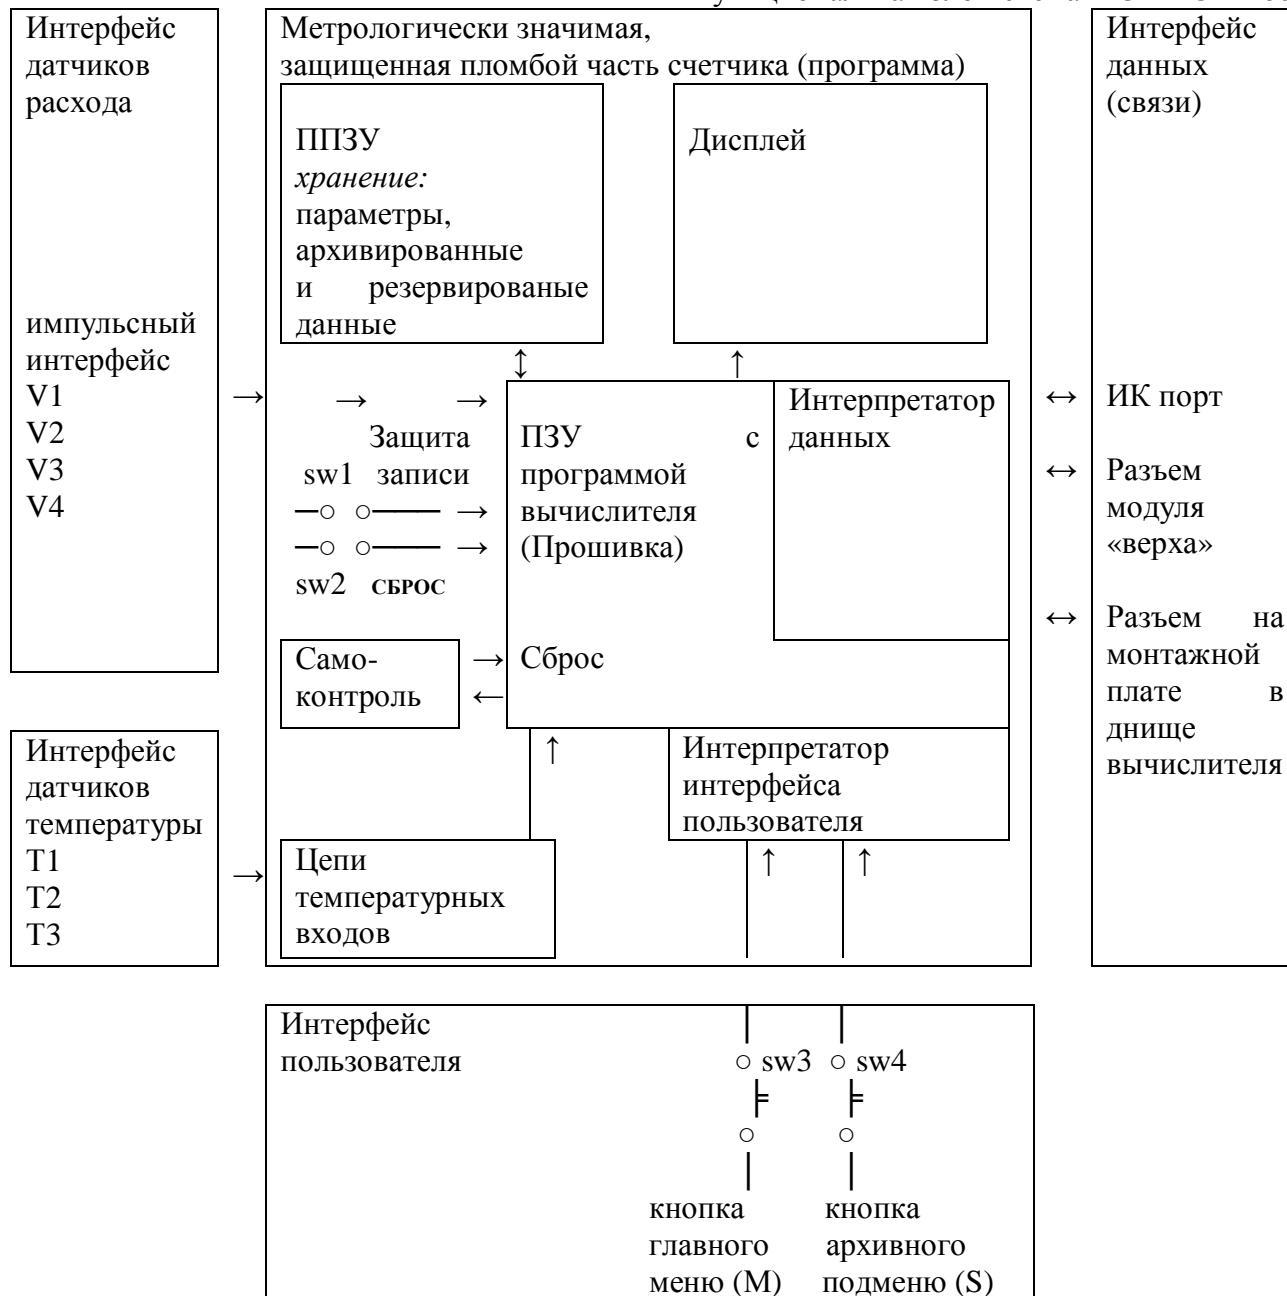 Интерфейс
датчиков
расхода
импульсный
интерфейс
V1
V2
V3
V4
Метрологически значимая,
защищенная пломбой часть счетчика (программа)
ППЗУ
хранение:
параметры,
архивированные
и резервированые
данные
Дисплей
Защита
sw1 записи
sw2 СБРОС
ПЗУ с
программой
вычислителя
(Прошивка)
Сброс
Интерпретатор
данных
Само-
контроль
Интерпретатор
интерфейса
пользователя
Цепи
температурных
входов
Интерфейс
датчиков
температуры
T1
T2
T3
Интерфейс
данных
(связи)
ИК порт
Разъем
модуля
«верха»
Разъем на
монтажной
плате в
днище
вычислителя
Интерфейс
пользователя
sw3 sw4
кнопка
главного
меню (M)
кнопка
архивного
подменю (S)